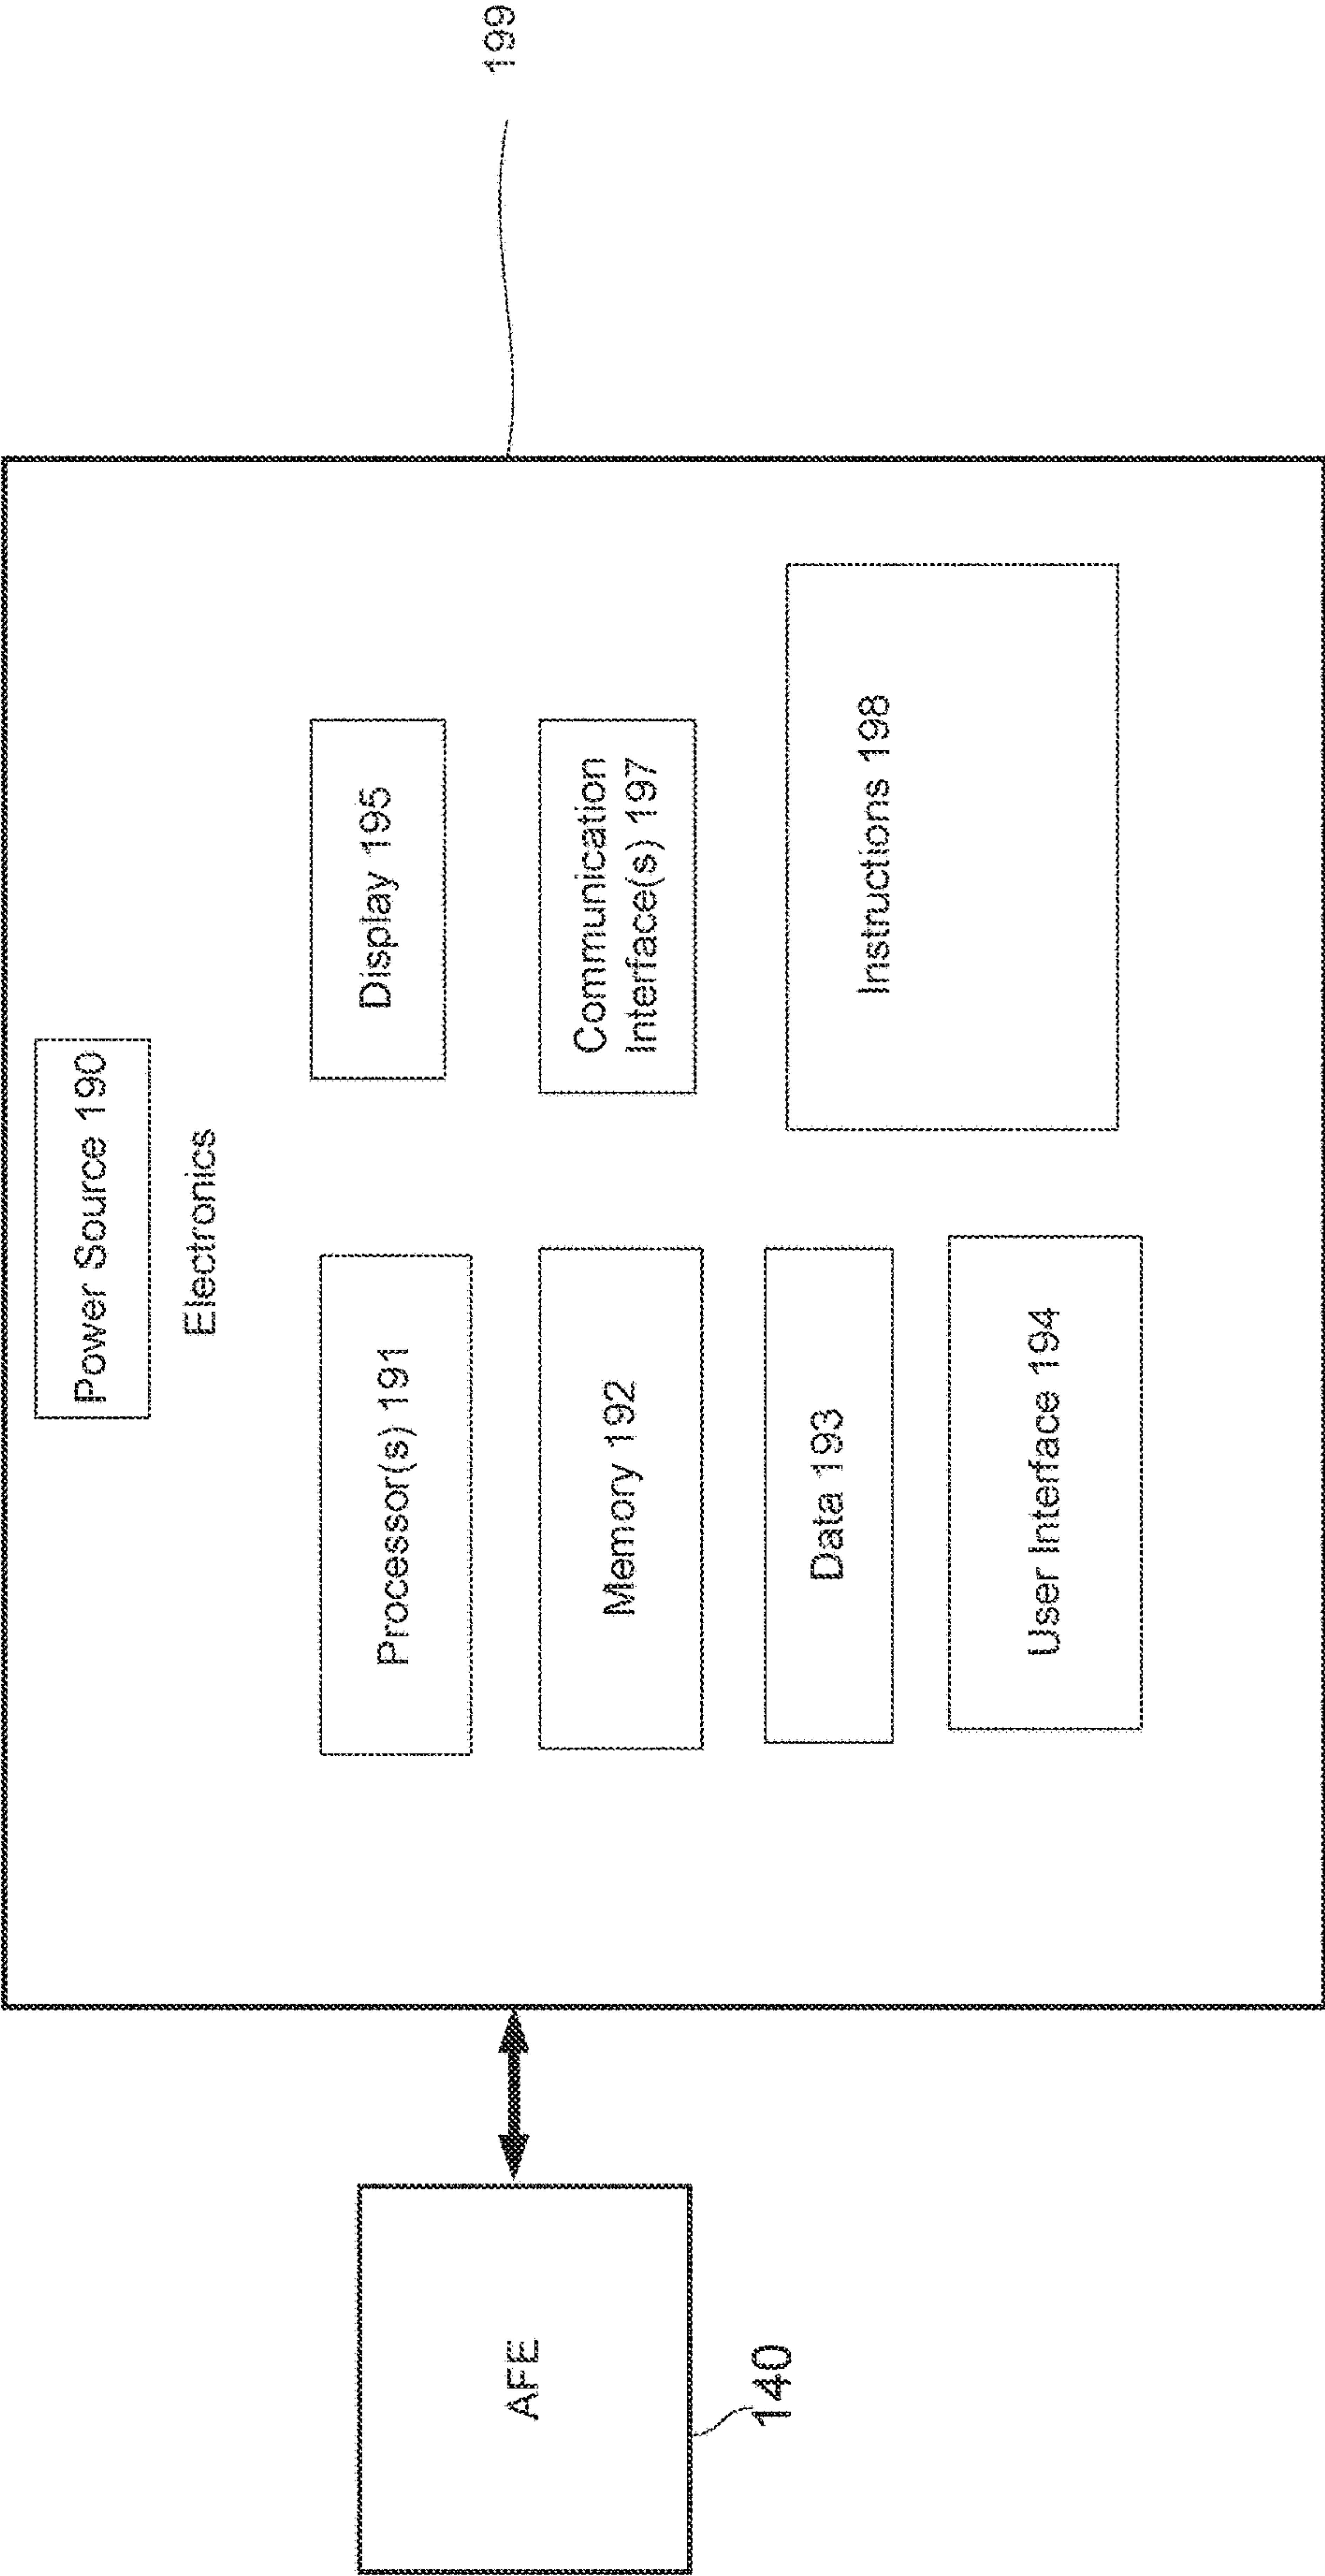 Power Source 190
Electronics
Processor(s) 191
Display 195
Memory 192
Communication
Interface(s) 197
Data 193
Instructions 198
User Interface 194
199
AFE
140